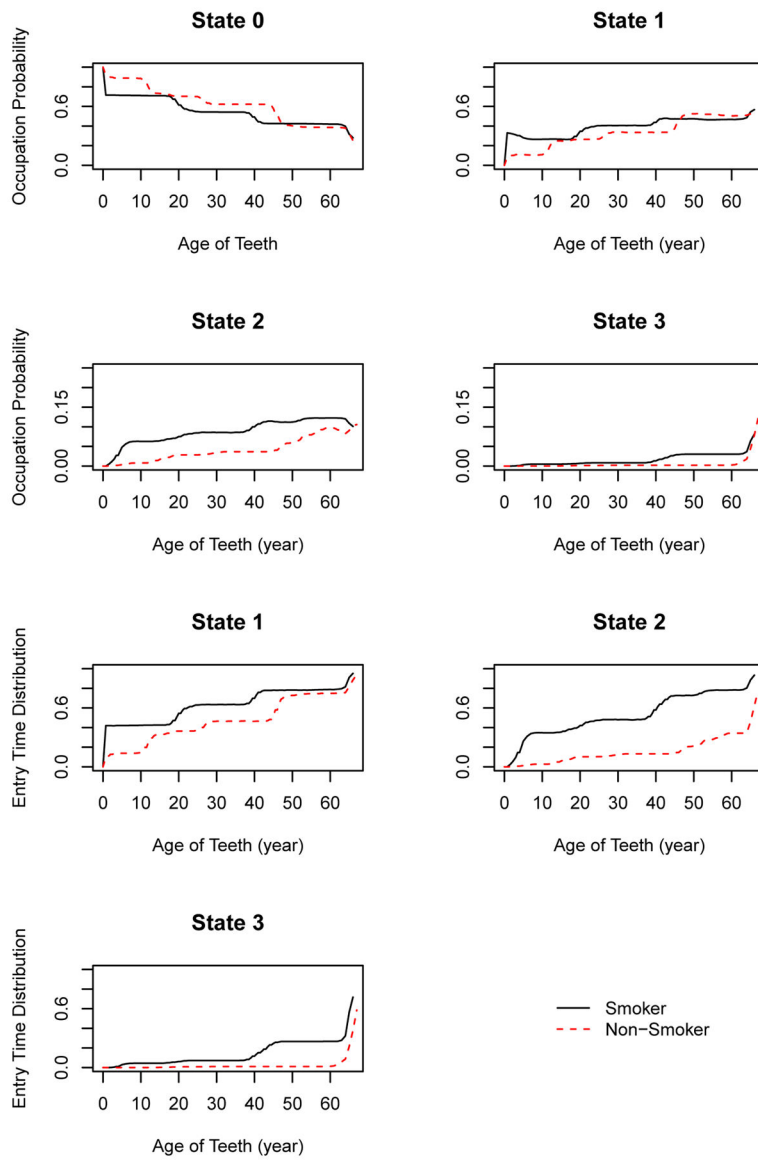 State 0
Occupation Probability
0.0 0.6
0 10 20 30 40 50 60
Age of Teeth
State 1
0.0 0.6
0 10 20 30 40 50 60
Age of Teeth (year)
State 2
Occupation Probability
0.00 0.15
0 10 20 30 40 50 60
Age of Teeth (year)
State 3
0.00 0.15
0 10 20 30 40 50 60
Age of Teeth (year)
State 1
Entry Time Distribution
0.0 0.6
0 10 20 30 40 50 60
Age of Teeth (year)
State 2
0.0 0.6
0 10 20 30 40 50 60
Age of Teeth (year)
State 3
Entry Time Distribution
0.0 0.6
0 10 20 30 40 50 60
Age of Teeth (year)
Smoker
Non−Smoker